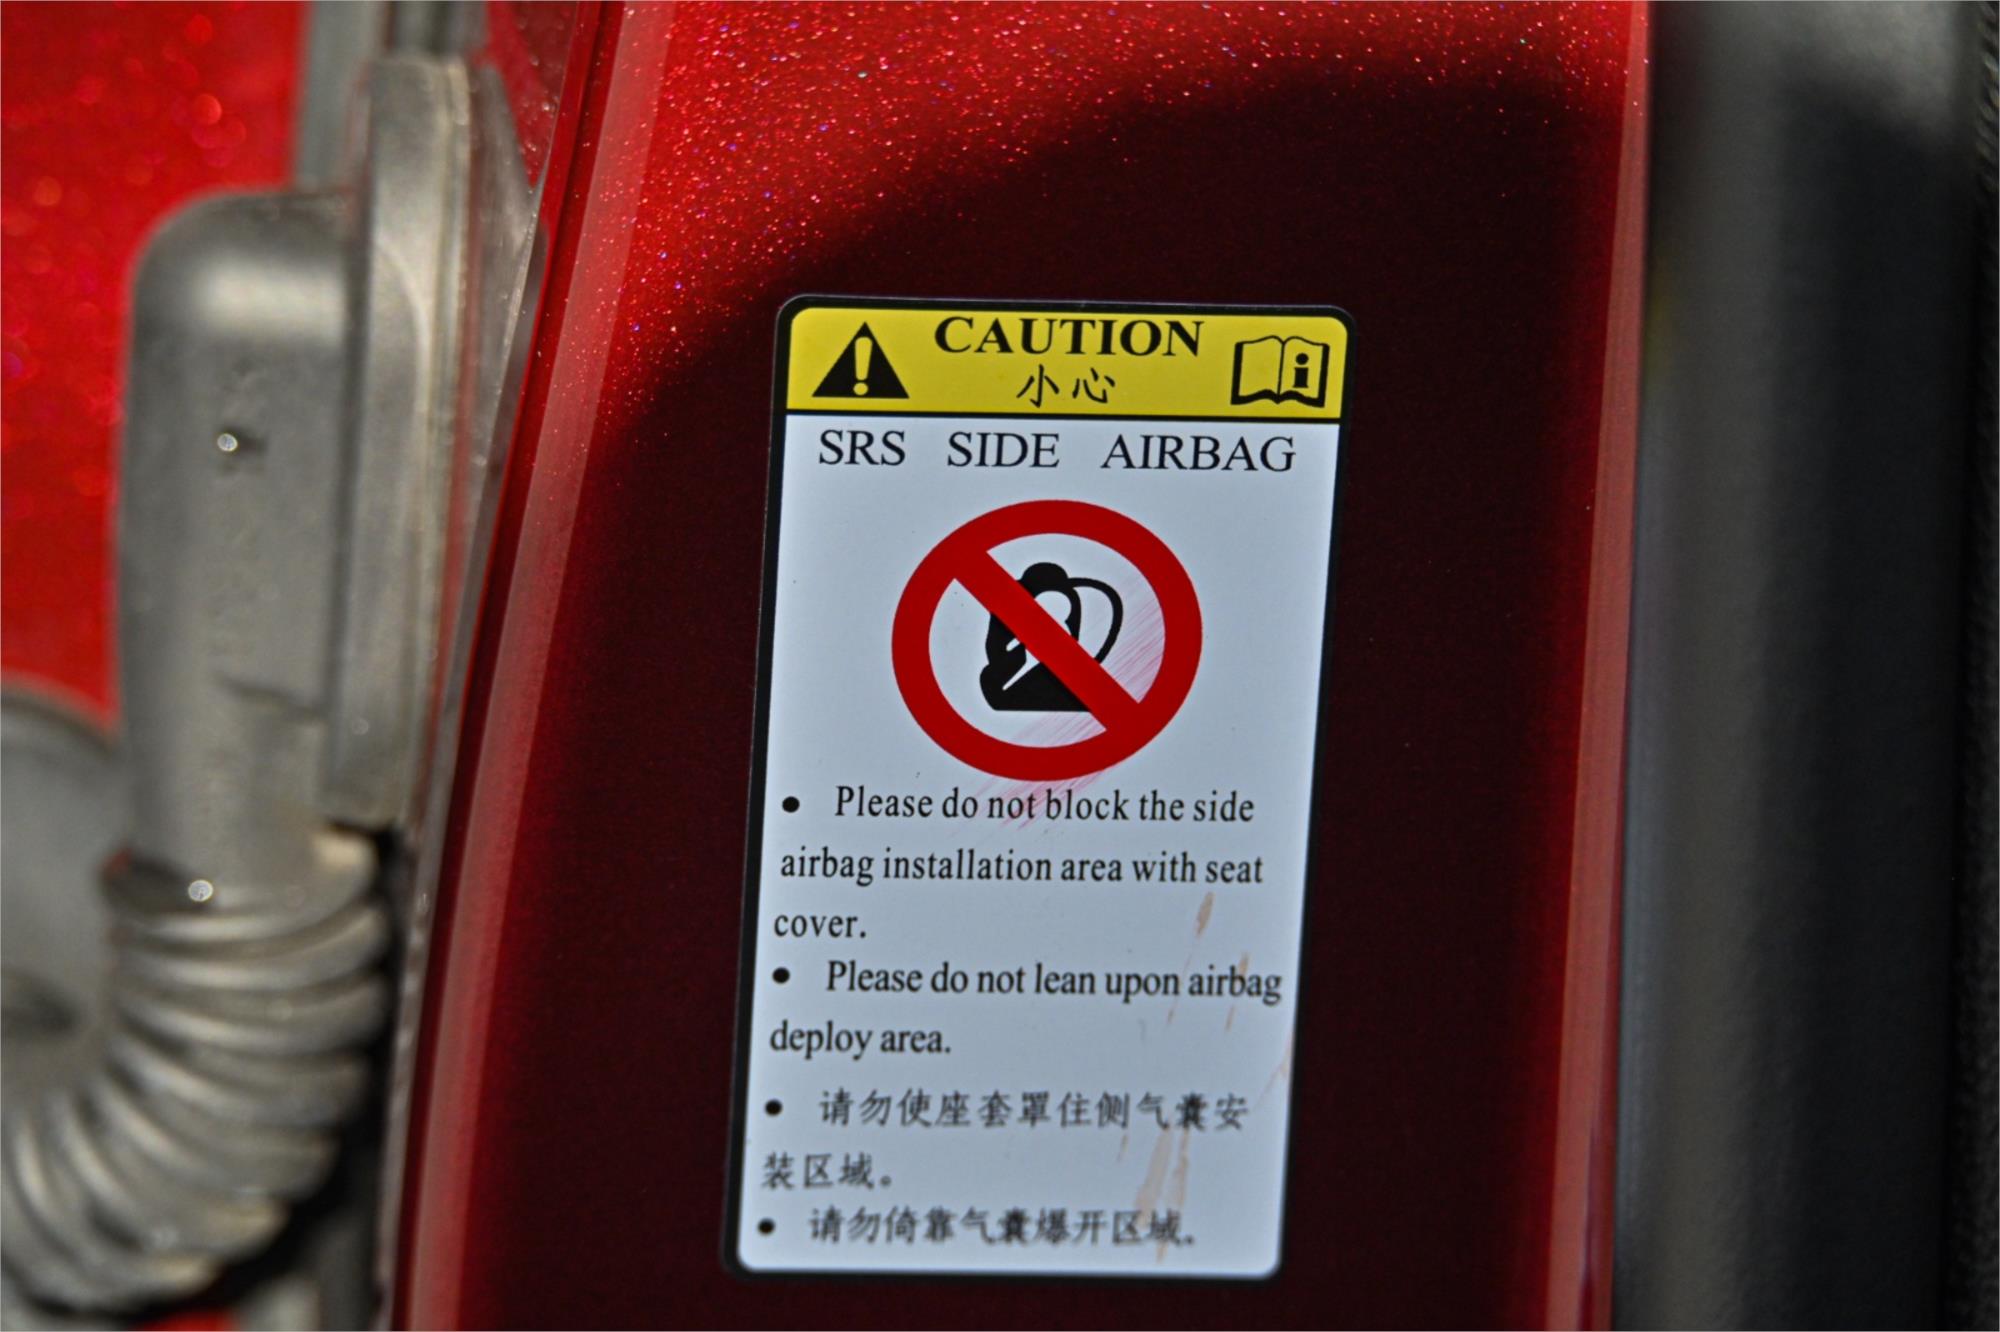 CAUTION
小心
SRS SIDE AIRBAG
• Please do not block the side
airbag installation area with seat
cover.
• Please do not lean upon airbag
deploy area.
• 请勿使座套罩住侧气囊安
装区域。
• 请勿倚靠气囊爆开区域.